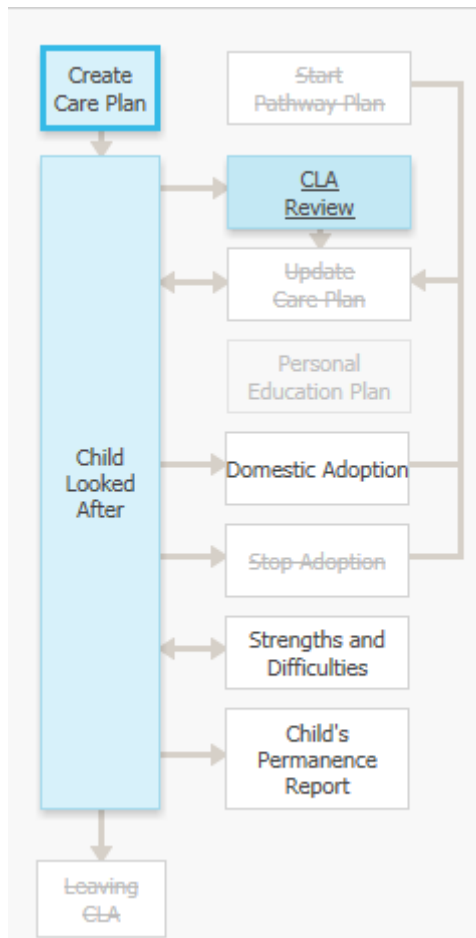 Create
Care Plan
Start
Pathway Plan
CLA
Review
Update
Care Plan
Personal
Education Plan
Child
Looked
After
Domestic Adoption
Stop Adoption
Strengths and
Difficulties
Child's
Permanence
Report
Leaving
CLA